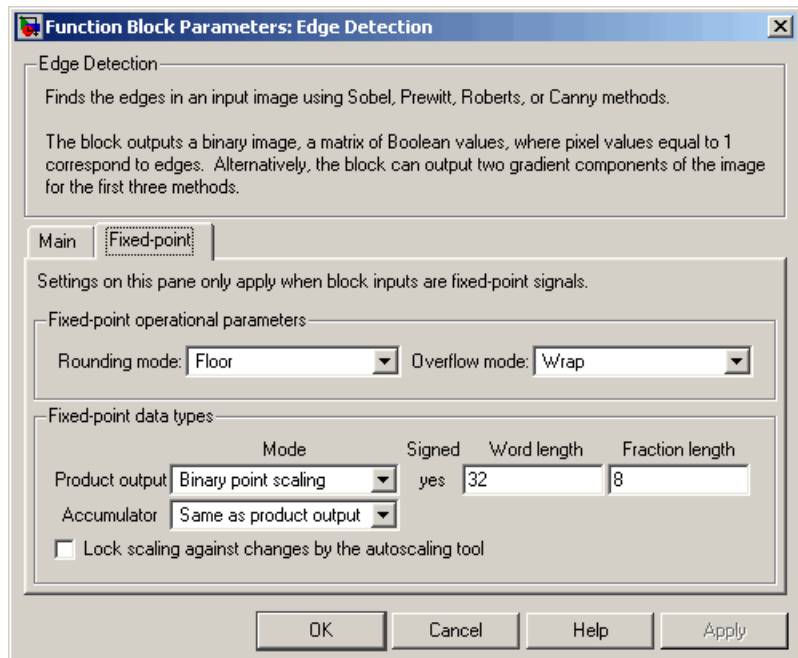 Function Block Parameters: Edge Detection
Edge Detection
Finds the edges in an input image using Sobel, Prewitt, Roberts, or Canny methods.
The block outputs a binary image, a matrix of Boolean values, where pixel values equal to 1
correspond to edges. Alternatively, the block can output two gradient components of the image
for the first three methods.
Main Fixed-point
Settings on this pane only apply when block inputs are fixed-point signals.
Fixed-point operational parameters
Rounding mode: Floor Overflow mode: Wrap
Fixed-point data types
Mode Signed Word length Fraction length
Product output Binary point scaling yes 32 8
Accumulator Same as product output
Lock scaling against changes by the autoscaling tool
OK Cancel Help Apply